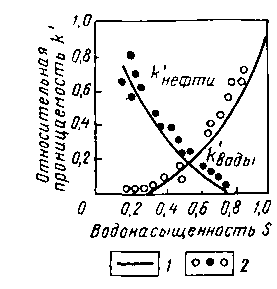 Относительная
проницаемость k'
1,0
0,8
0,6
0,4
0,2
0
k'нефти
k'воды
0,2 0,4 0,6 0,8 1,0
Водонасыщенность S
1 2